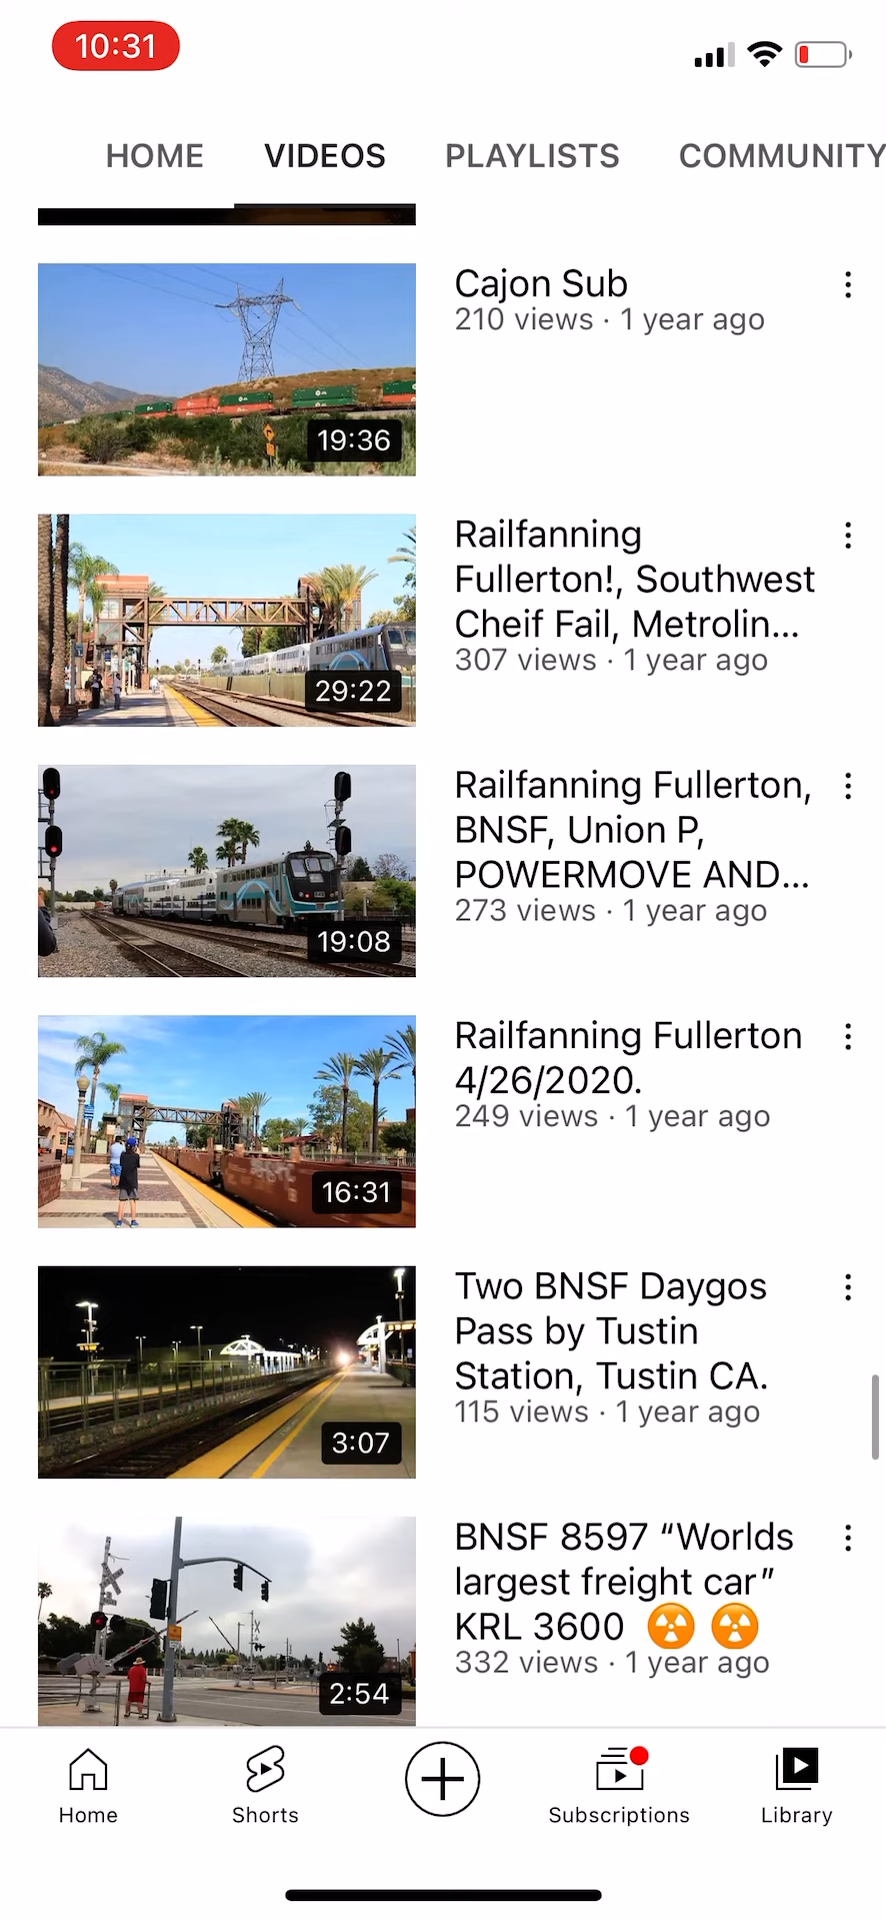 10:31
HOME VIDEOS PLAYLISTS COMMUNITY
Cajon Sub
210 views · 1 year ago
19:36
Railfanning
Fullerton!, Southwest
Cheif Fail, Metrolin...
307 views · 1 year ago
29:22
Railfanning Fullerton,
BNSF, Union P,
POWERMOVE AND...
273 views · 1 year ago
19:08
Railfanning Fullerton
4/26/2020.
249 views · 1 year ago
16:31
Two BNSF Daygos
Pass by Tustin
Station, Tustin CA.
115 views · 1 year ago
3:07
BNSF 8597 “Worlds
largest freight car”
KRL 3600 ☢️ ☢️
332 views · 1 year ago
2:54
Home Shorts Subscriptions Library